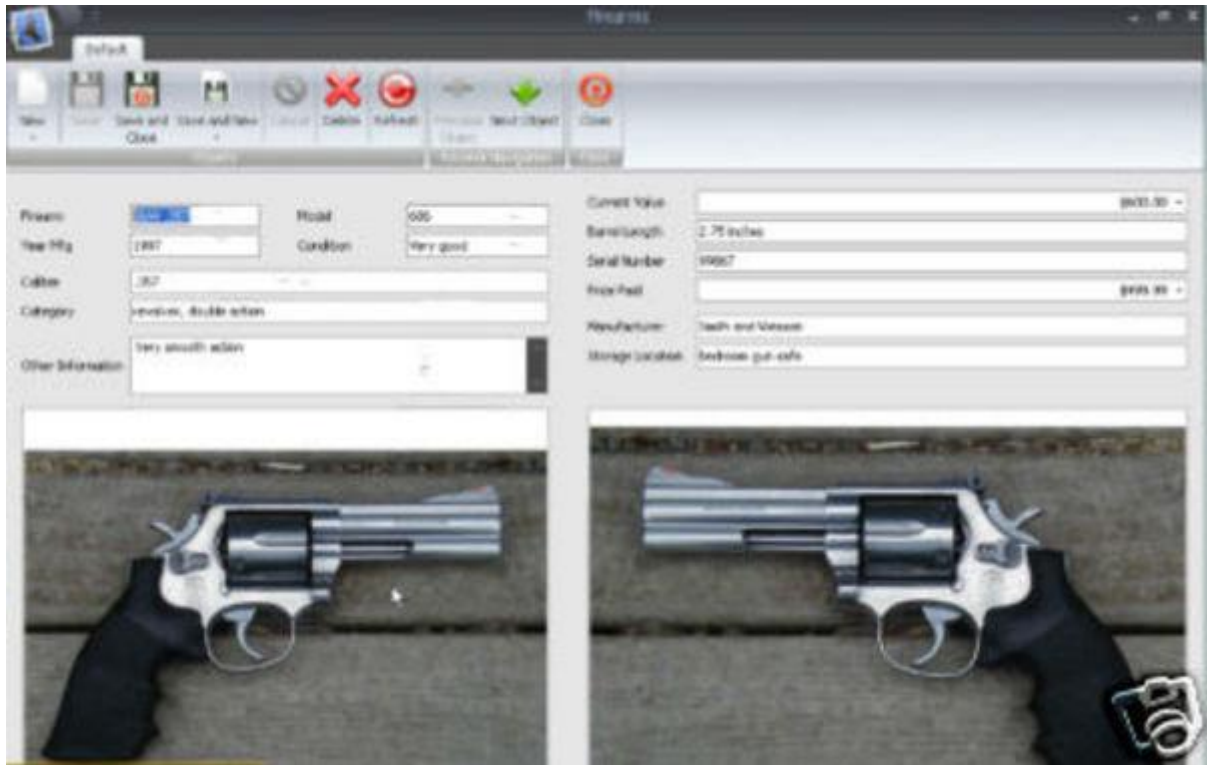 Firearms
Default
New
Save
Save and Close
Save and New
Cancel
Delete
Refresh
Previous Object
Next Object
Close
Firearm
Model 686
Year Mfg 1997
Condition Very good
Caliber .357
Category revolver, double action
Other Information Very smooth action
Current Value
Barrel Length 2.75 inches
Serial Number
Price Paid
Manufacturer Smith and Wesson
Storage Location bedroom gun safe